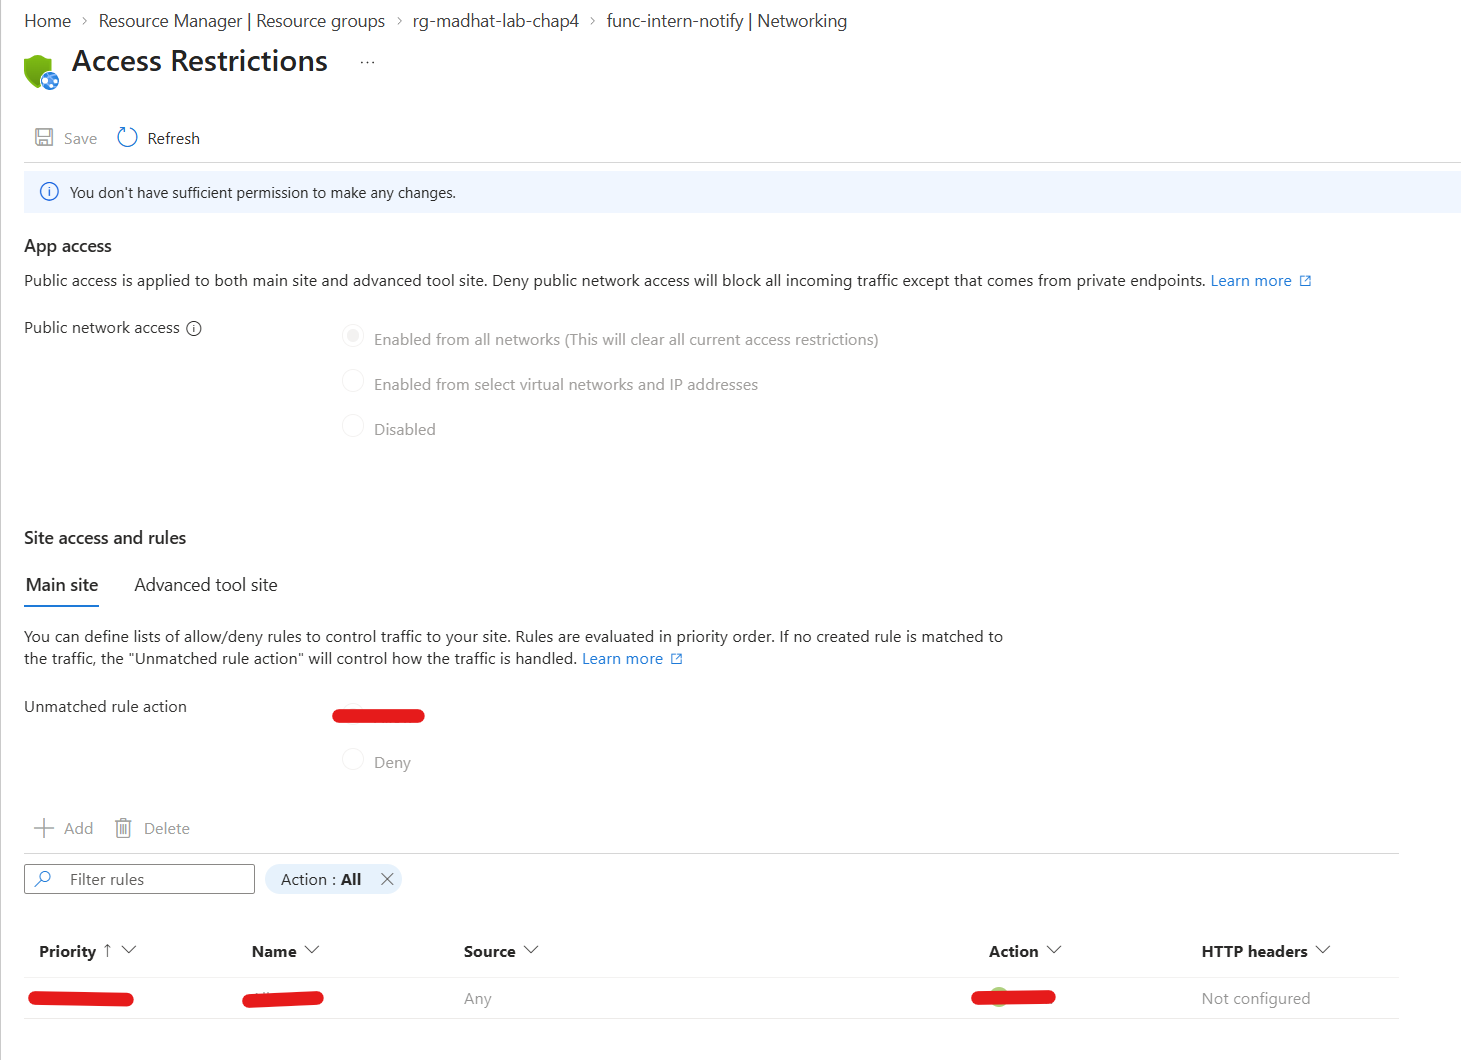 Home > Resource Manager | Resource groups > rg-madhat-lab-chap4 > func-intern-notify | Networking
Access Restrictions ...
Save Refresh
You don't have sufficient permission to make any changes.
App access
Public access is applied to both main site and advanced tool site. Deny public network access will block all incoming traffic except that comes from private endpoints. Learn more
Public network access
Enabled from all networks (This will clear all current access restrictions)
Enabled from select virtual networks and IP addresses
Disabled
Site access and rules
Main site Advanced tool site
You can define lists of allow/deny rules to control traffic to your site. Rules are evaluated in priority order. If no created rule is matched to
the traffic, the "Unmatched rule action" will control how the traffic is handled. Learn more
Unmatched rule action
Deny
Add Delete
Filter rules Action : All
Priority ↑ Name Source Action HTTP headers
Any Not configured